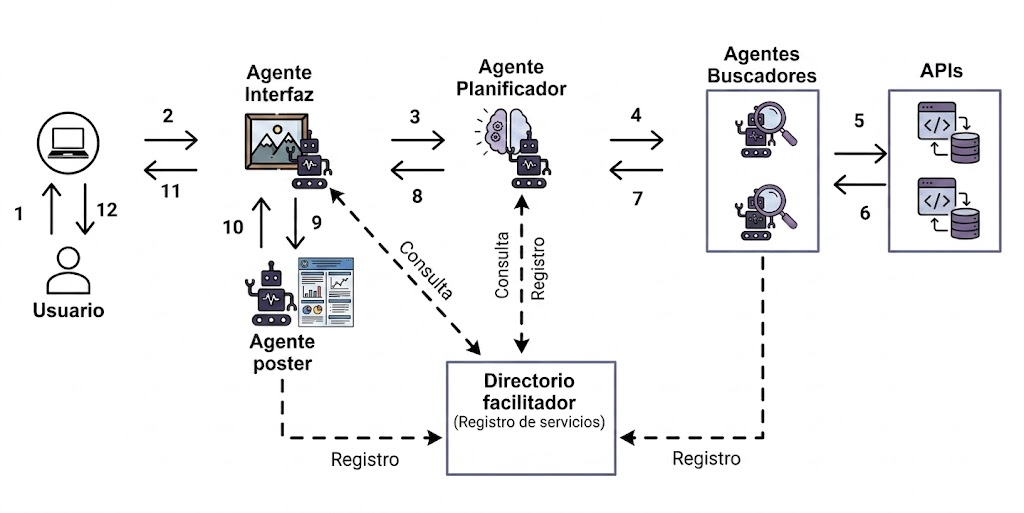 Agente
Interfaz
Agente
Planificador
Agentes
Buscadores
APIs
2
3
4
5
11
8
7
6
1
12
10
9
Usuario
Agente
poster
Consulta
Consulta
Registro
Directorio
facilitador
(Registro de servicios)
Registro
Registro